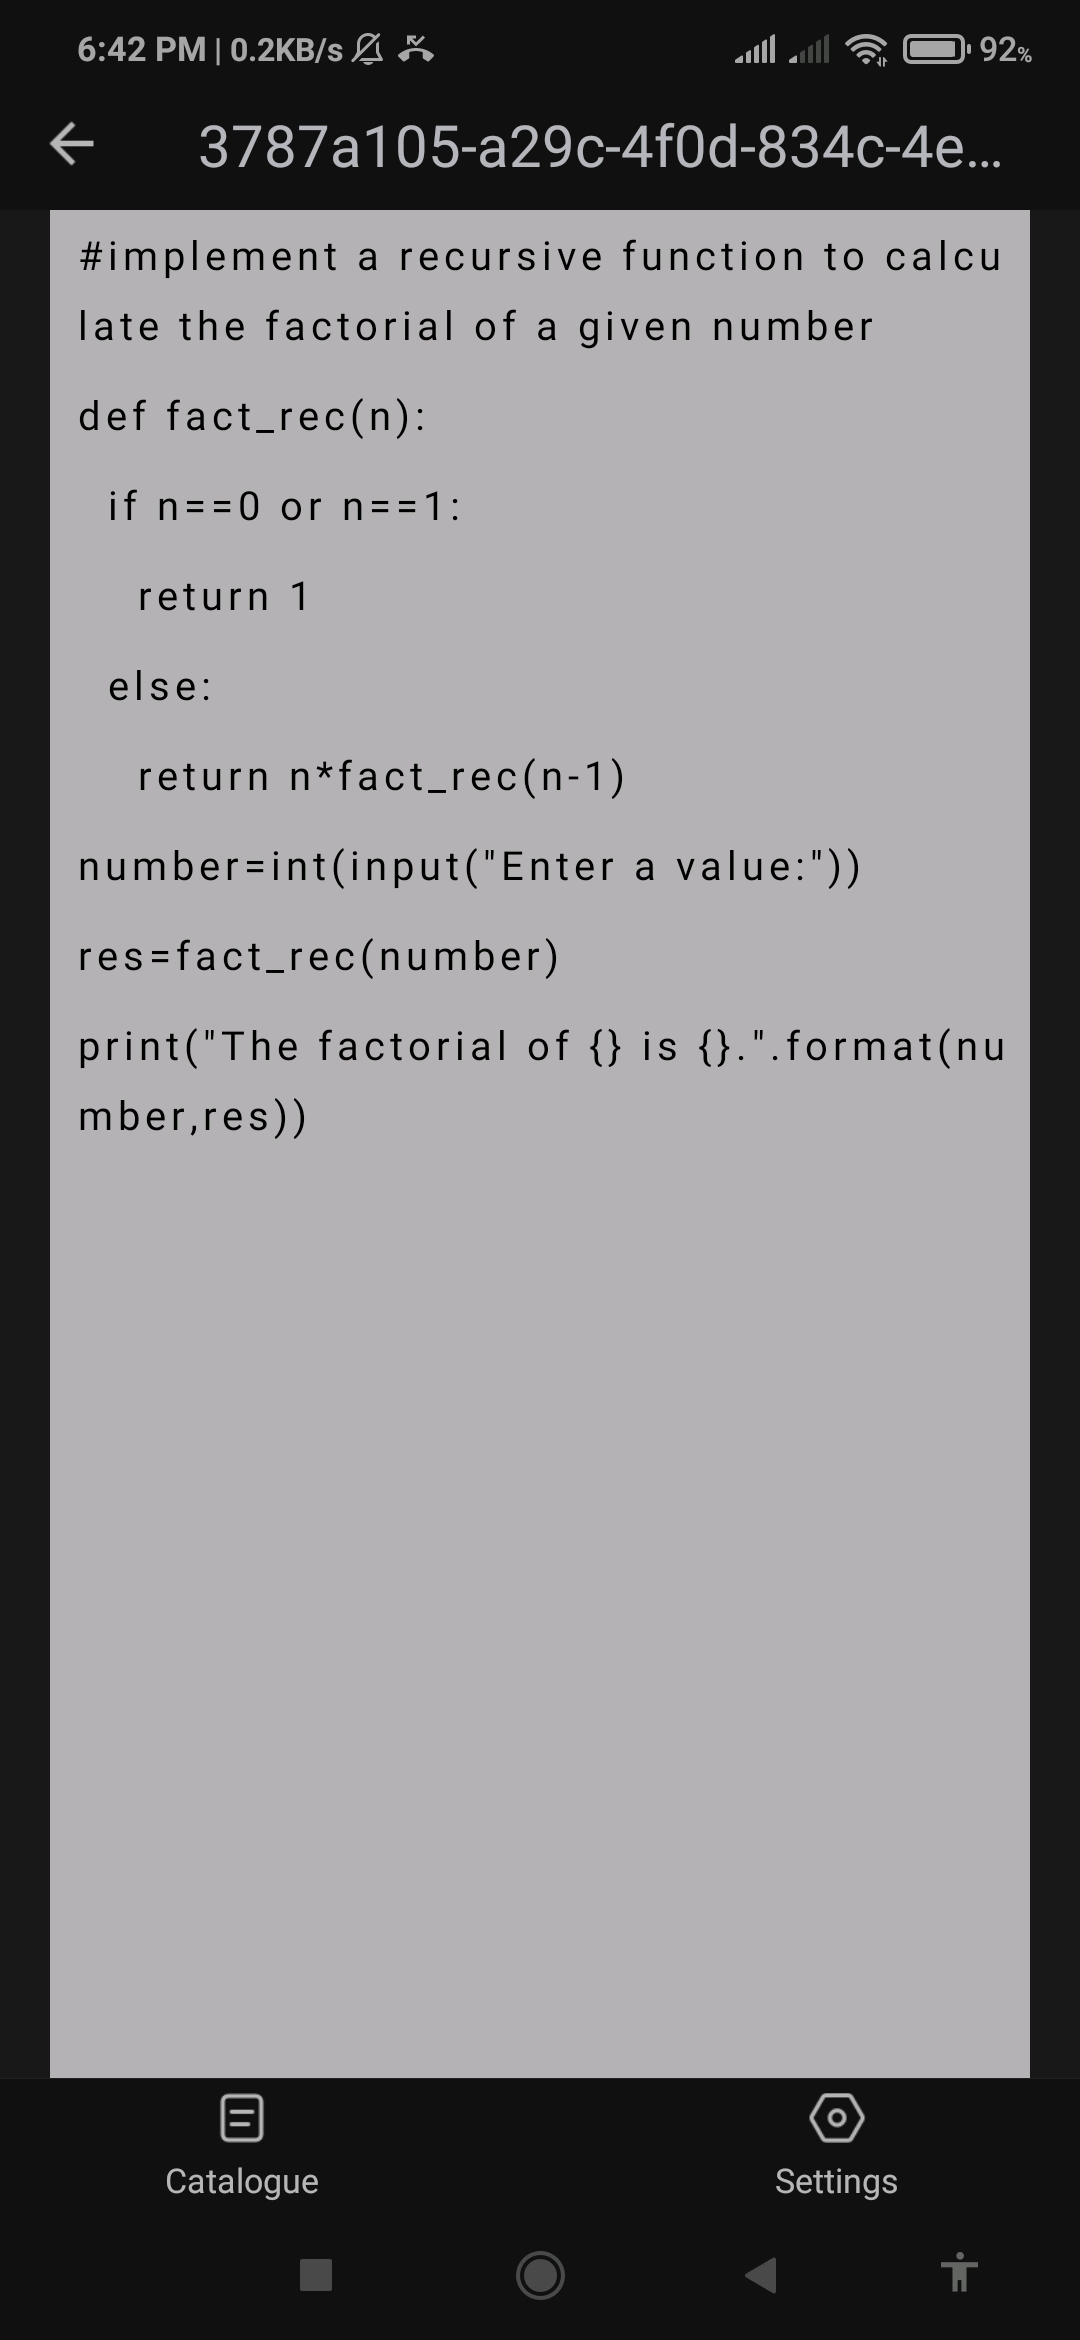 6:42 PM | 0.2KB/s 92%
3787a105-a29c-4f0d-834c-4e...
#implement a recursive function to calcu
late the factorial of a given number
def fact_rec(n):
  if n==0 or n==1:
    return 1
  else:
    return n*fact_rec(n-1)
number=int(input("Enter a value:"))
res=fact_rec(number)
print("The factorial of {} is {}.".format(nu
mber,res))
Catalogue Settings